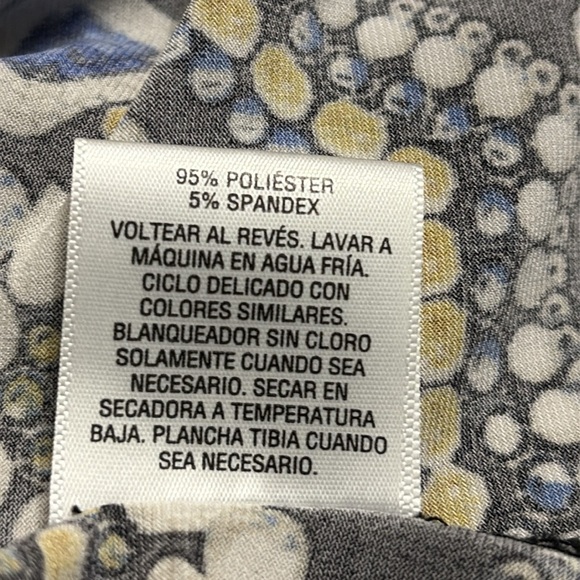 95% POLIÉSTER
5% SPANDEX
VOLTEAR AL REVÉS. LAVAR A
MÁQUINA EN AGUA FRÍA.
CICLO DELICADO CON
COLORES SIMILARES.
BLANQUEADOR SIN CLORO
SOLAMENTE CUANDO SEA
NECESARIO. SECAR EN
SECADORA A TEMPERATURA
BAJA. PLANCHA TIBIA CUANDO
SEA NECESARIO.